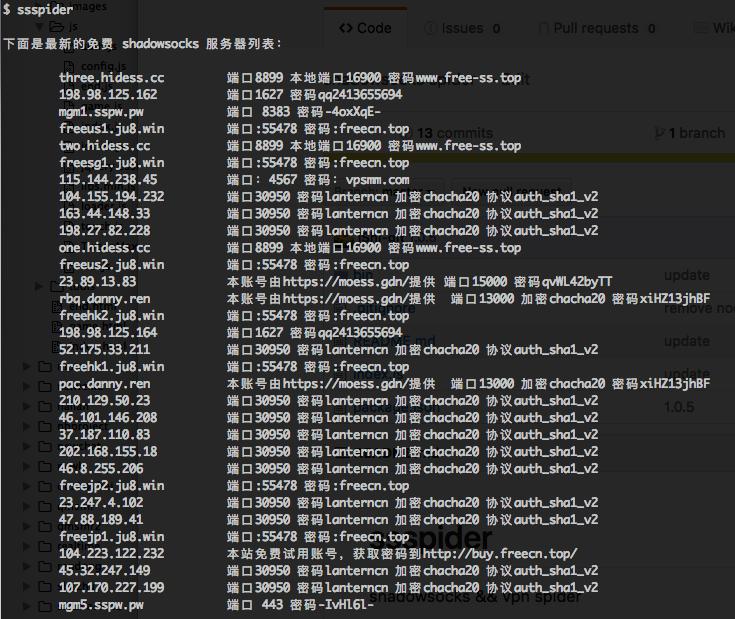 $ ssspider
images
js
<> Code
Issues 0
Pull requests 0
Wik
下面是最新的免费 shadowsocks 服务器列表：
config.js
three.hidess.cc 端口8899 本地端口16900 密码www.free-ss.top
198.98.125.162 端口1627 密码qq2413655694
mgm1.sspw.pw 端口 8383 密码-4oxXqE-
freeus1.ju8.win 端口:55478 密码:freecn.top
13 commits
1 branch
two.hidess.cc 端口8899 本地端口16900 密码www.free-ss.top
freesg1.ju8.win 端口:55478 密码:freecn.top
115.144.238.45 端口：4567 密码：vpsmm.com
New pull request
104.155.194.232 端口30950 密码lanterncn 加密chacha20 协议auth_sha1_v2
163.44.148.33 端口30950 密码lanterncn 加密chacha20 协议auth_sha1_v2
198.27.82.228 端口30950 密码lanterncn 加密chacha20 协议auth_sha1_v2
one.hidess.cc 端口8899 本地端口16900 密码www.free-ss.top
freeus2.ju8.win 端口:55478 密码:freecn.top
bin
update
23.89.13.83 本账号由https://moess.gdn/提供 端口15000 密码qvWL42byTT
rbq.danny.ren 本账号由https://moess.gdn/提供 端口13000 加密chacha20 密码xiHZ13jhBF
.gitignore
remove nod
freehk2.ju8.win 端口:55478 密码:freecn.top
198.98.125.164 端口1627 密码qq2413655694
README.md
update
52.175.33.211 端口30950 密码lanterncn 加密chacha20 协议auth_sha1_v2
freehk1.ju8.win 端口:55478 密码:freecn.top
index.js
update
pac.danny.ren 本账号由https://moess.gdn/提供 端口13000 加密chacha20 密码xiHZ13jhBF
210.129.50.23 端口30950 密码lanterncn 加密chacha20 协议auth_sha1_v2
package.json
1.0.5
46.101.146.208 端口30950 密码lanterncn 加密chacha20 协议auth_sha1_v2
37.187.110.83 端口30950 密码lanterncn 加密chacha20 协议auth_sha1_v2
202.168.155.18 端口30950 密码lanterncn 加密chacha20 协议auth_sha1_v2
46.8.255.206 端口30950 密码lanterncn 加密chacha20 协议auth_sha1_v2
freejp2.ju8.win 端口:55478 密码:freecn.top
23.247.4.102 端口30950 密码lanterncn 加密chacha20 协议auth_sha1_v2
47.88.189.41 端口30950 密码lanterncn 加密chacha20 协议auth_sha1_v2
freejp1.ju8.win 端口:55478 密码:freecn.top
ssspider
104.223.122.232 本站免费试用账号，获取密码到http://buy.freecn.top/
45.32.247.149 端口30950 密码lanterncn 加密chacha20 协议auth_sha1_v2
107.170.227.199 端口30950 密码lanterncn 加密chacha20 协议auth_sha1_v2
shadowsocks && vpn spider
mgm5.sspw.pw 端口 443 密码-IvHl6l-